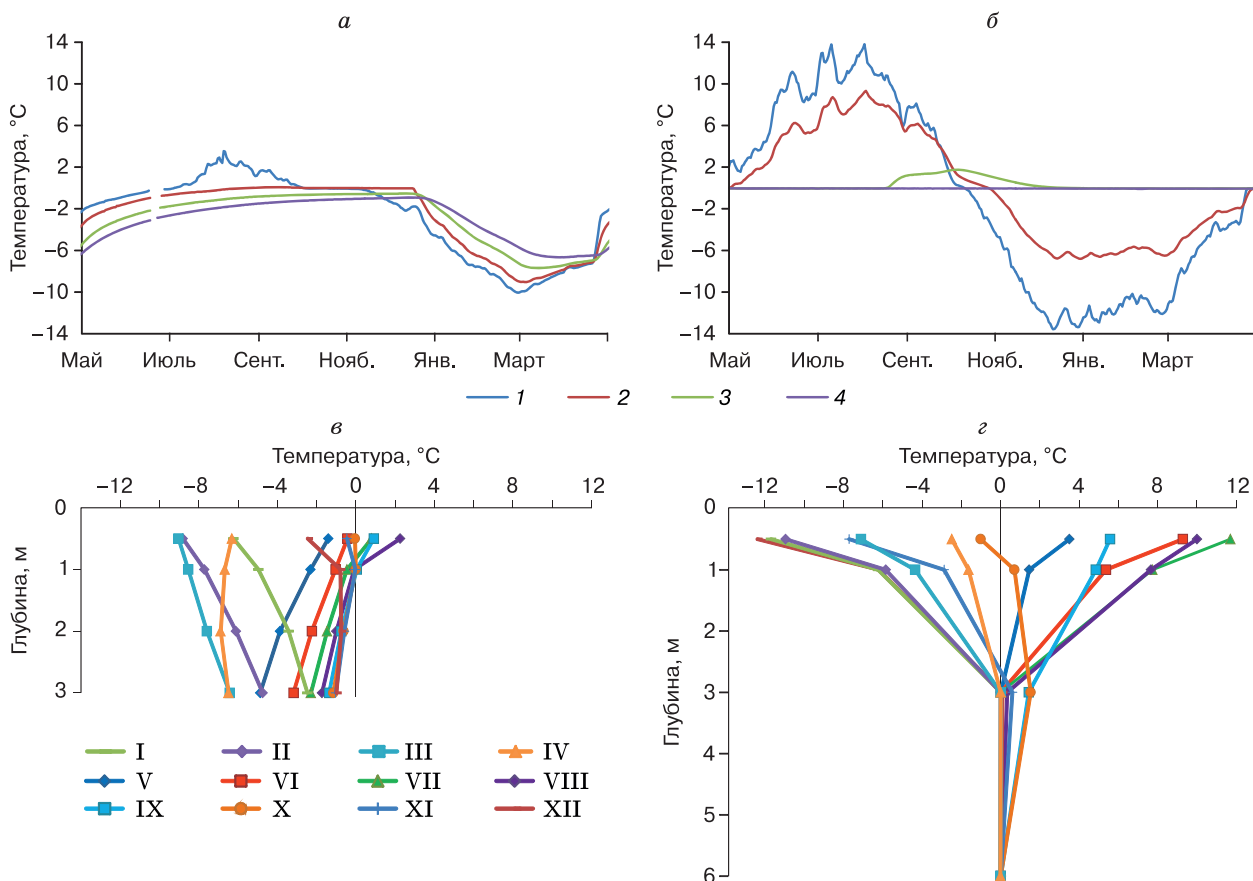 а
14
10
6
2
−2
−6
−10
−14
Температура, °C
Май Июль Сент. Нояб. Янв. Март
б
14
10
6
2
−2
−6
−10
−14
Температура, °C
Май Июль Сент. Нояб. Янв. Март
1 2 3 4
в
Температура, °C
−12 −8 −4 0 4 8 12
0
1
2
3
Глубина, м
г
Температура, °C
−12 −8 −4 0 4 8 12
0
1
2
3
4
5
6
Глубина, м
I II III IV
V VI VII VIII
IX X XI XII